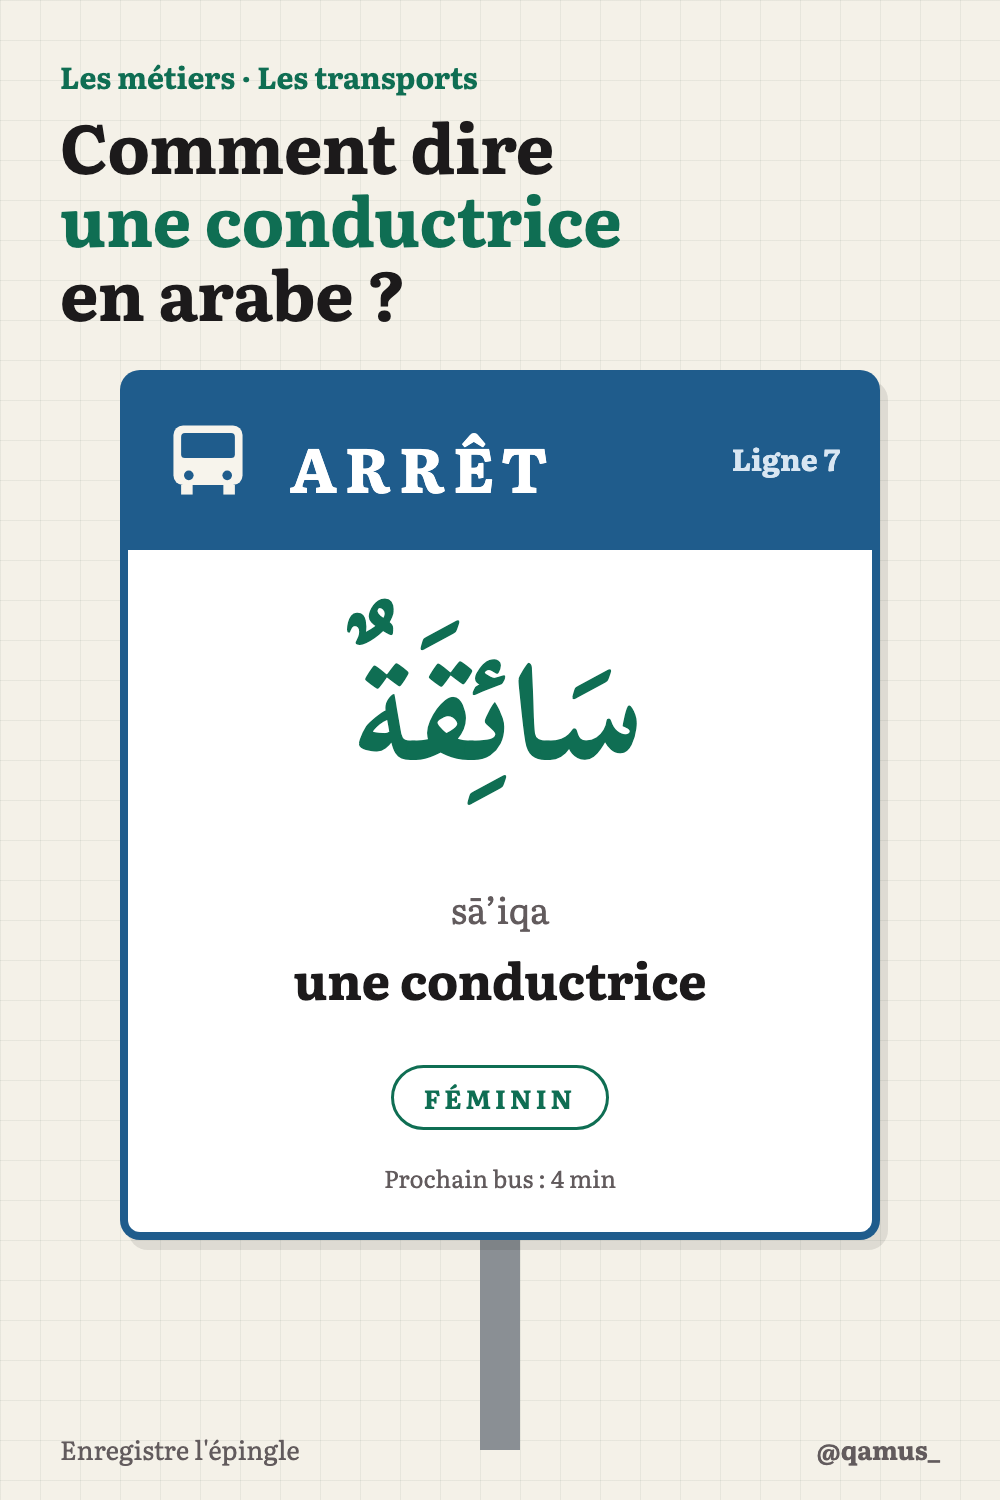 Les métiers · Les transports
Comment dire
une conductrice
en arabe ?
ARRÊT
Ligne 7
سَائِقَةٌ
sā’iqa
une conductrice
FÉMININ
Prochain bus : 4 min
Enregistre l'épingle
@qamus_